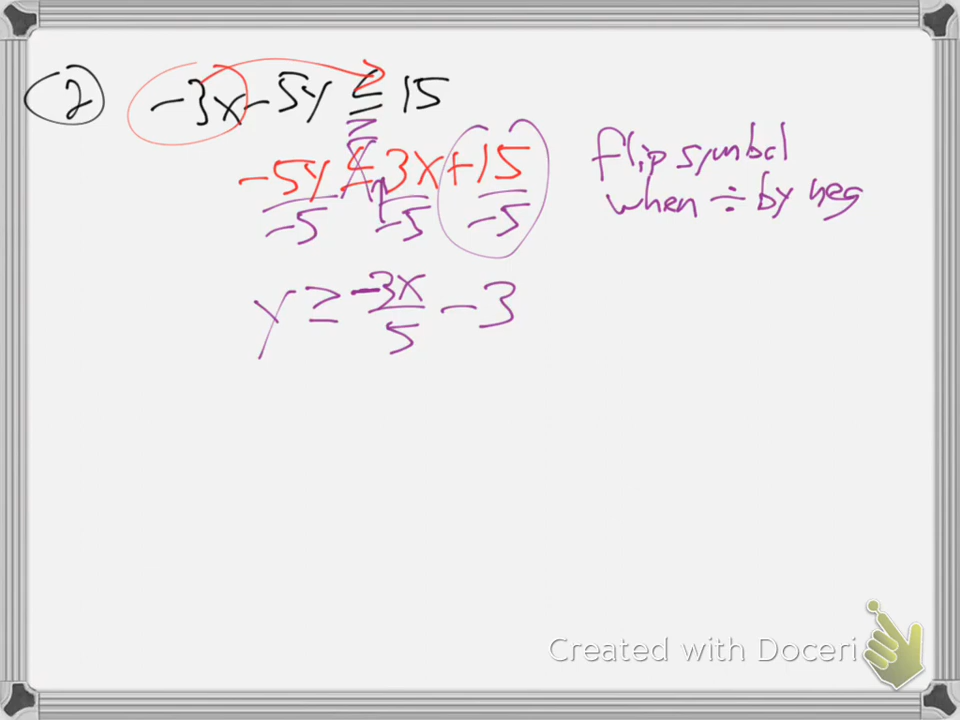 2 -3x - 5y ≤ 15
≥
-5y ≤ 3x + 15
-5 -5 -5
flip symbol
when ÷ by neg
y ≥ -3x/5 - 3
Created with Doceri